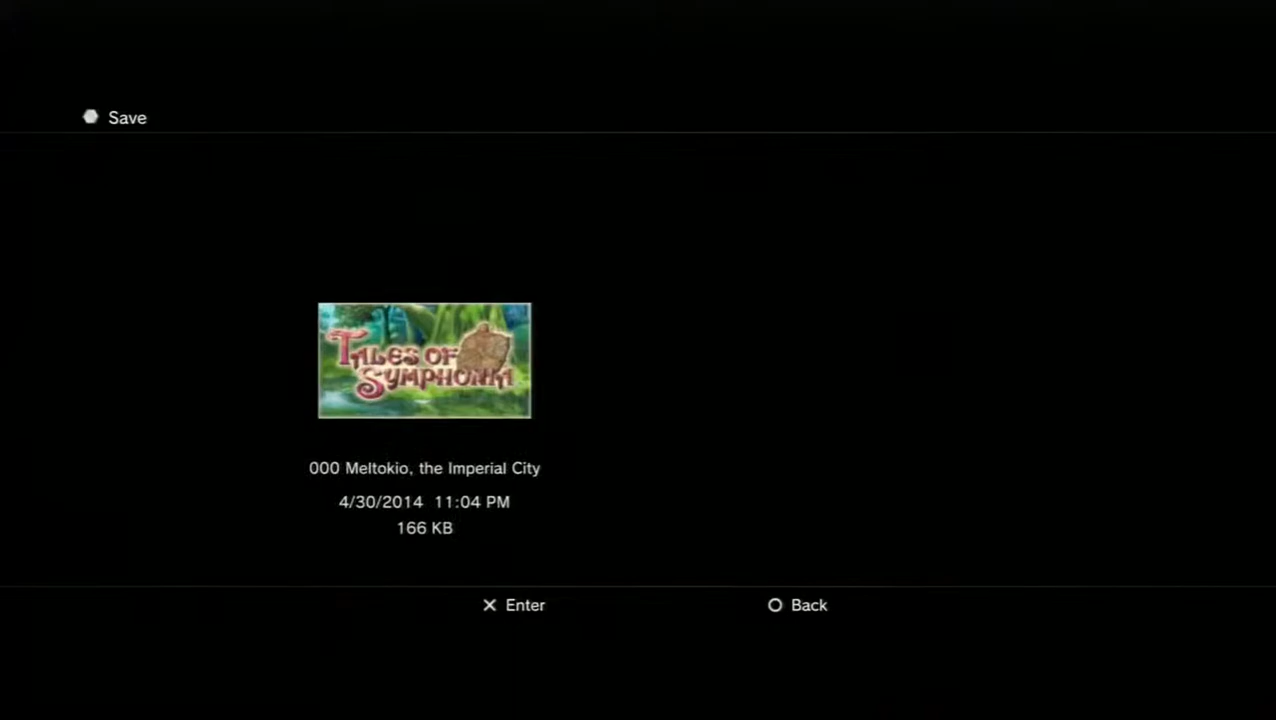 Save
TALES OF
SYMPHONIA
000 Meltokio, the Imperial City
4/30/2014 11:04 PM
166 KB
Enter
Back